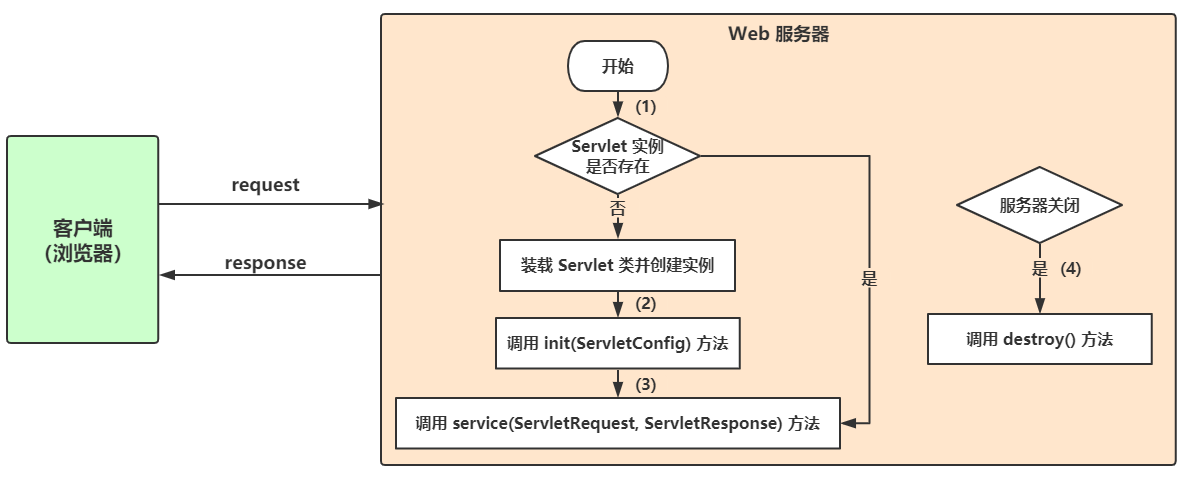 Web 服务器
开始
(1)
Servlet 实例
是否存在
request
否
服务器关闭
客户端
(浏览器)
response
装载 Servlet 类并创建实例
是
是
(4)
(2)
调用 init(ServletConfig) 方法
调用 destroy() 方法
(3)
调用 service(ServletRequest, ServletResponse) 方法